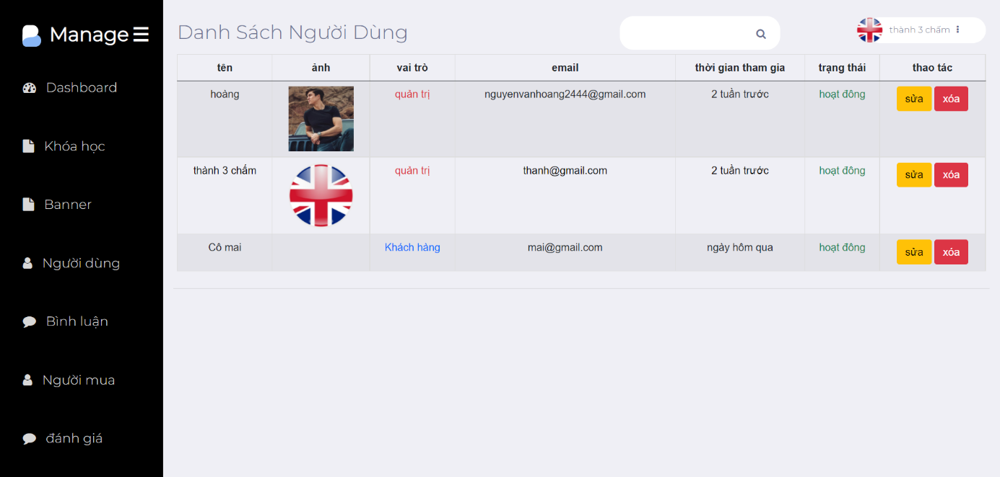 Manage
Dashboard
Khóa học
Banner
Người dùng
Bình luận
Người mua
đánh giá
Danh Sách Người Dùng
thành 3 chấm
tên ảnh vai trò email thời gian tham gia trạng thái thao tác
hoàng quản trị nguyenvanhoang2444@gmail.com 2 tuần trước hoạt đông sửa xóa
thành 3 chấm quản trị thanh@gmail.com 2 tuần trước hoạt đông sửa xóa
Cô mai Khách hàng mai@gmail.com ngày hôm qua hoạt đông sửa xóa